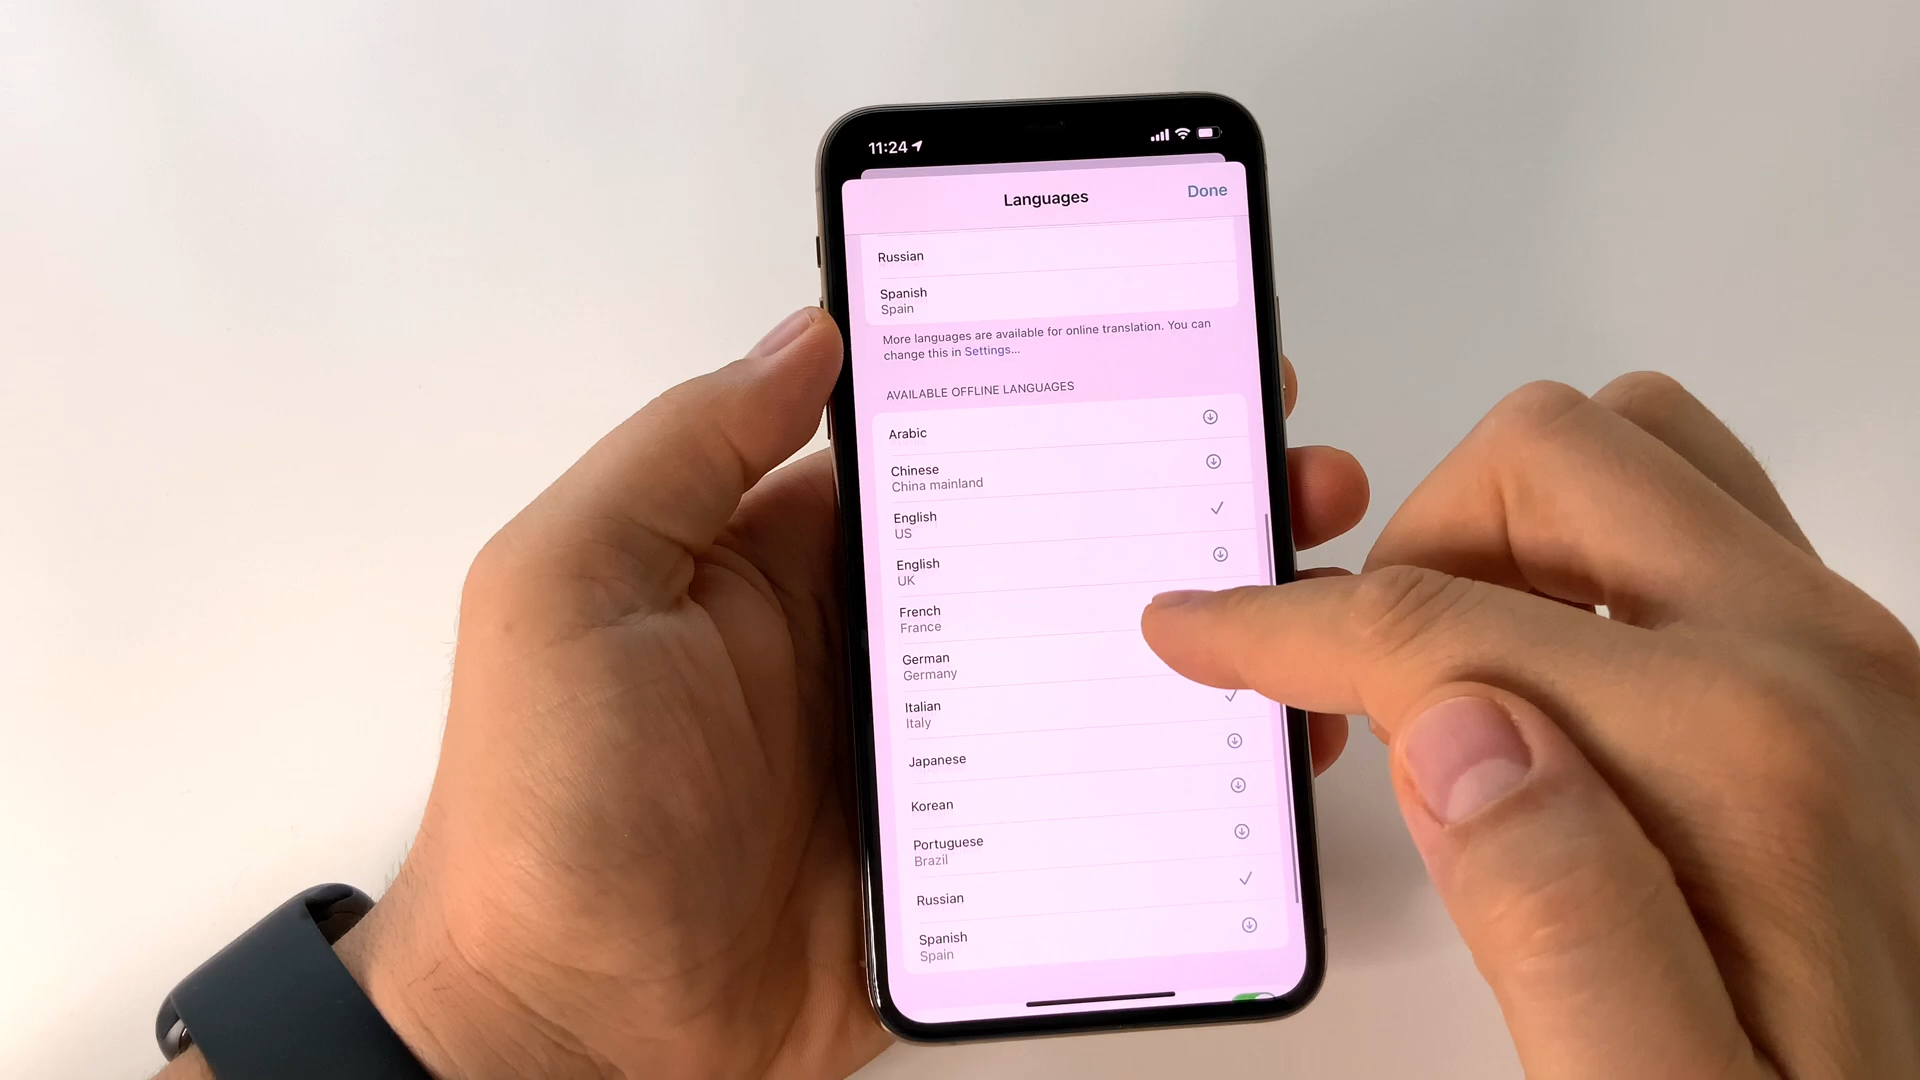 11:24
Languages
Done
Russian
Spanish
Spain
More languages are available for online translation. You can
change this in Settings...
AVAILABLE OFFLINE LANGUAGES
Arabic
Chinese
China mainland
English
US
English
UK
French
France
German
Germany
Italian
Italy
Japanese
Korean
Portuguese
Brazil
Russian
Spanish
Spain